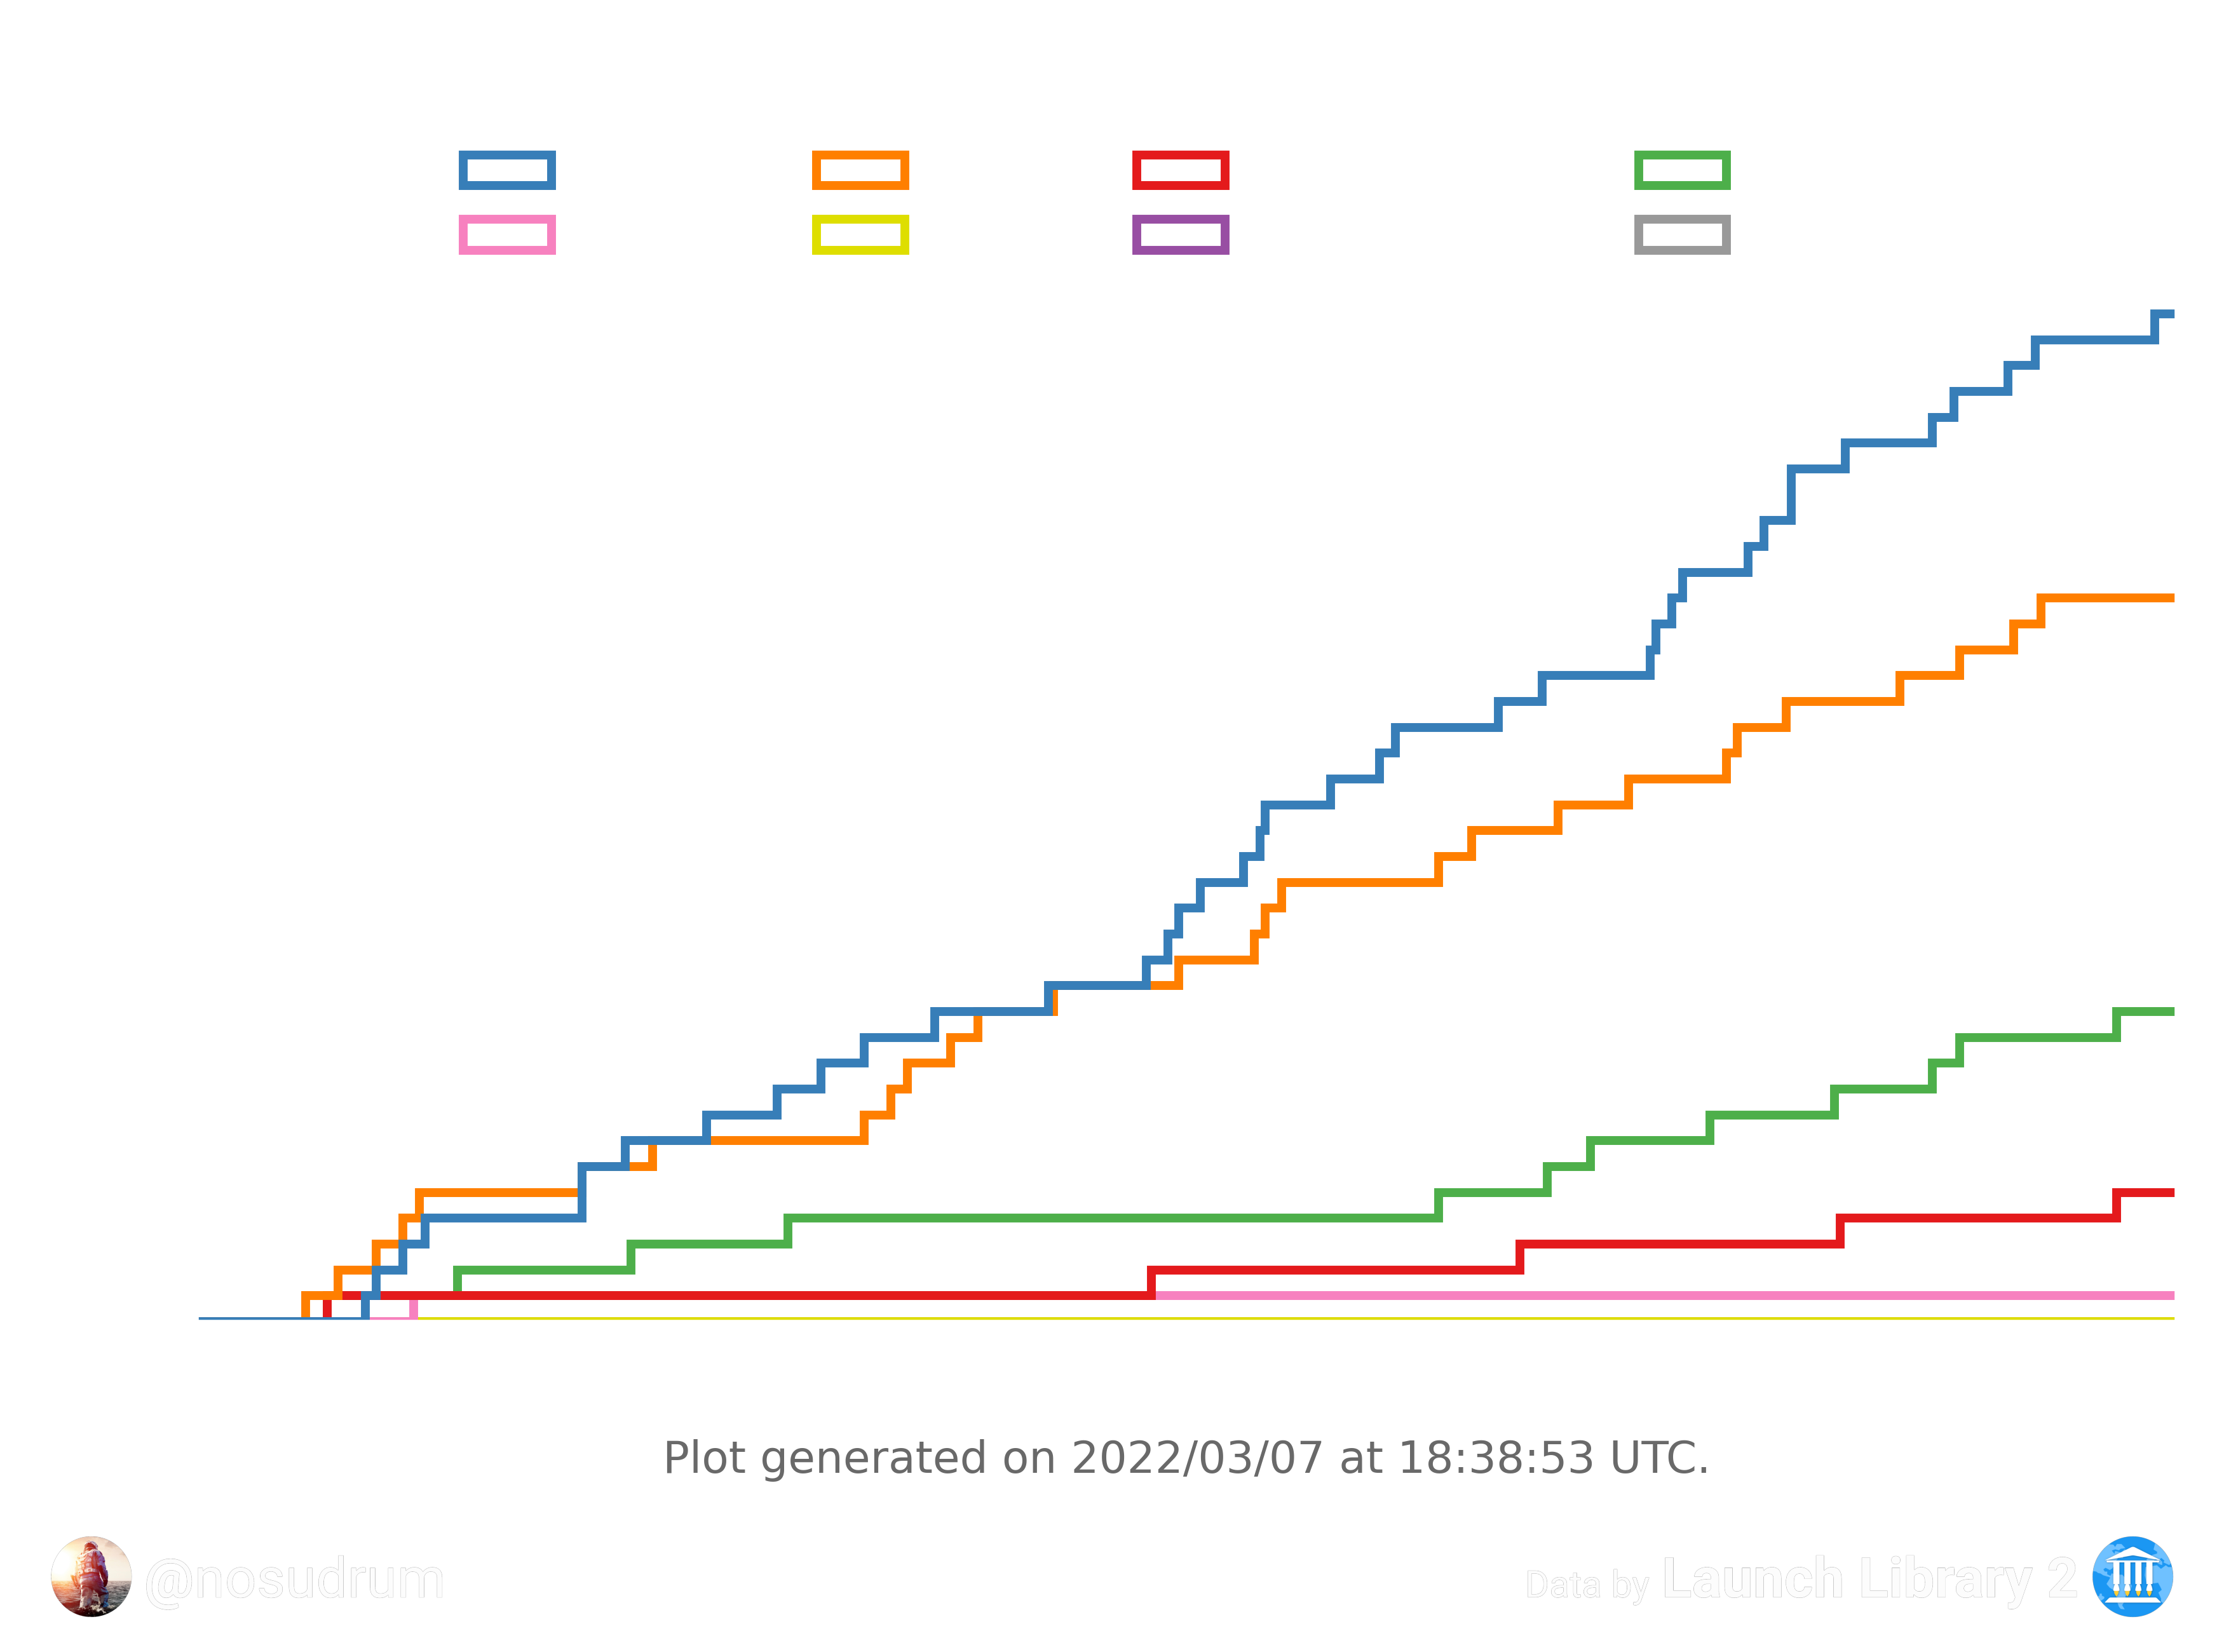 Plot generated on 2022/03/07 at 18:38:53 UTC.
@nosudrum
Data by Launch Library 2